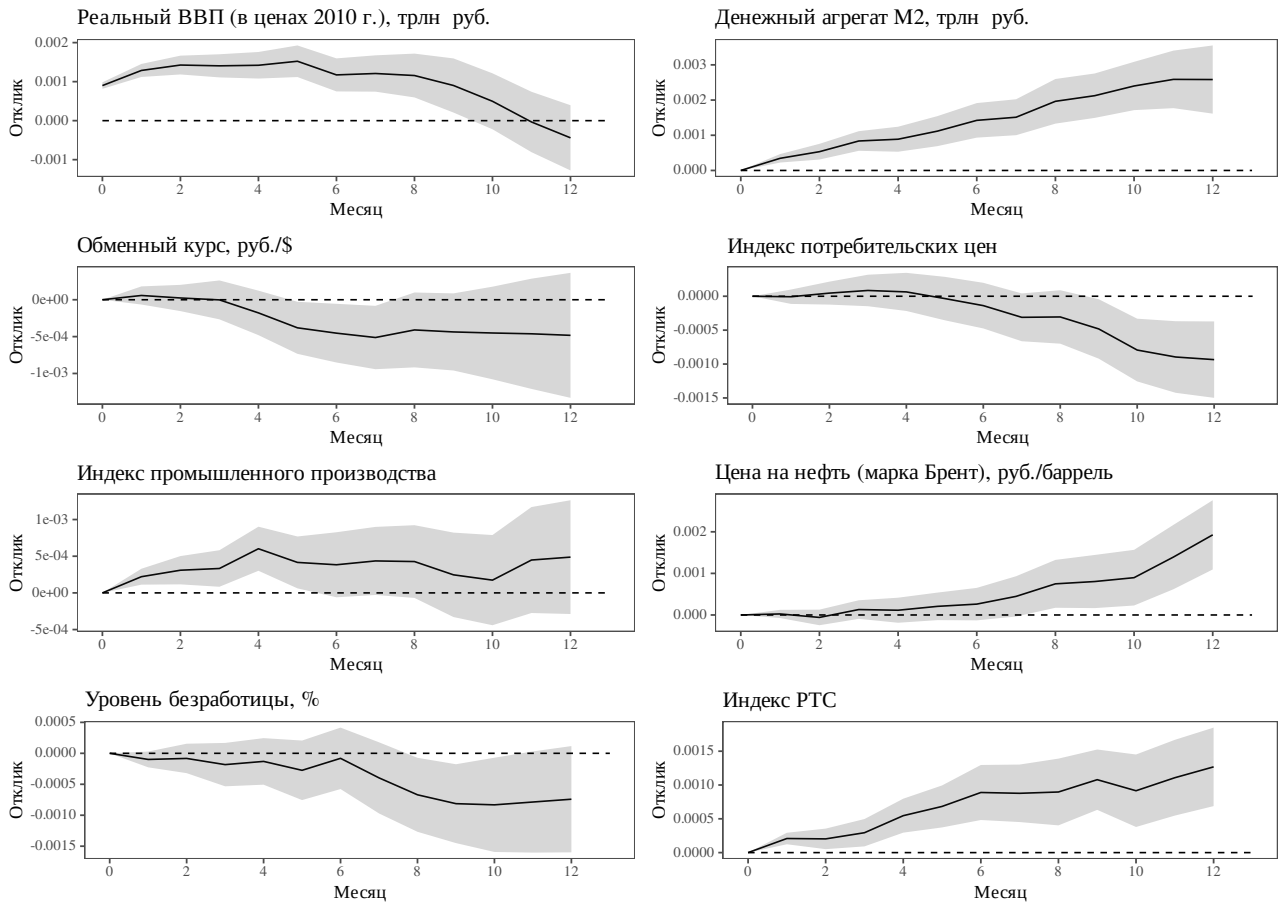 Реальный ВВП (в ценах 2010 г.), трлн руб.
Отклик
0.002
0.001
0.000
-0.001
0 2 4 6 8 10 12
Месяц
Денежный агрегат М2, трлн руб.
Отклик
0.003
0.002
0.001
0.000
0 2 4 6 8 10 12
Месяц
Обменный курс, руб./$
Отклик
0e+00
-5e-04
-1e-03
0 2 4 6 8 10 12
Месяц
Индекс потребительских цен
Отклик
0.0000
-0.0005
-0.0010
-0.0015
0 2 4 6 8 10 12
Месяц
Индекс промышленного производства
Отклик
1e-03
5e-04
0e+00
-5e-04
0 2 4 6 8 10 12
Месяц
Цена на нефть (марка Брент), руб./баррель
Отклик
0.002
0.001
0.000
0 2 4 6 8 10 12
Месяц
Уровень безработицы, %
Отклик
0.0005
0.0000
-0.0005
-0.0010
-0.0015
0 2 4 6 8 10 12
Месяц
Индекс РТС
Отклик
0.0015
0.0010
0.0005
0.0000
0 2 4 6 8 10 12
Месяц